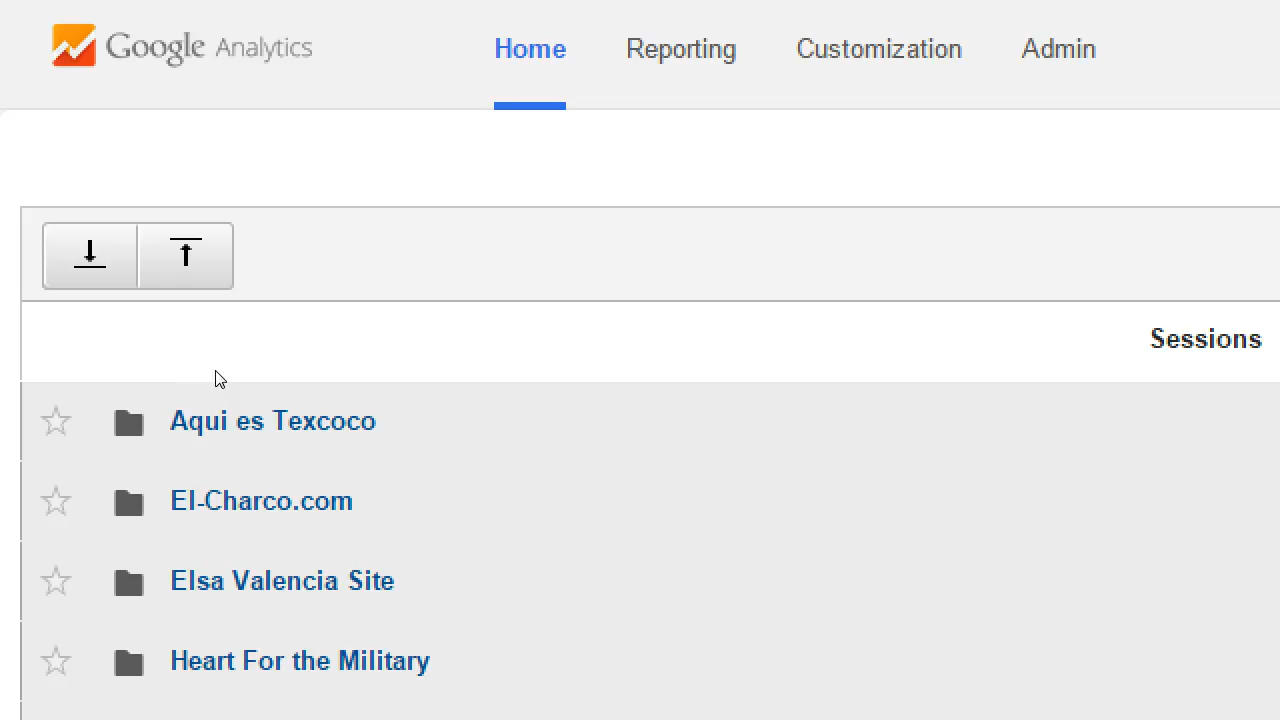 Google Analytics
Home Reporting Customization Admin
Sessions
Aqui es Texcoco
El-Charco.com
Elsa Valencia Site
Heart For the Military